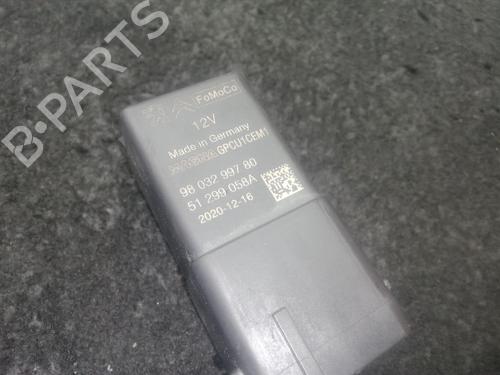 B-PARTS
FoMoCo
12V
Made in Germany
GPCU1CEM1
98 032 997 80
51 299 058A
2020-12-16